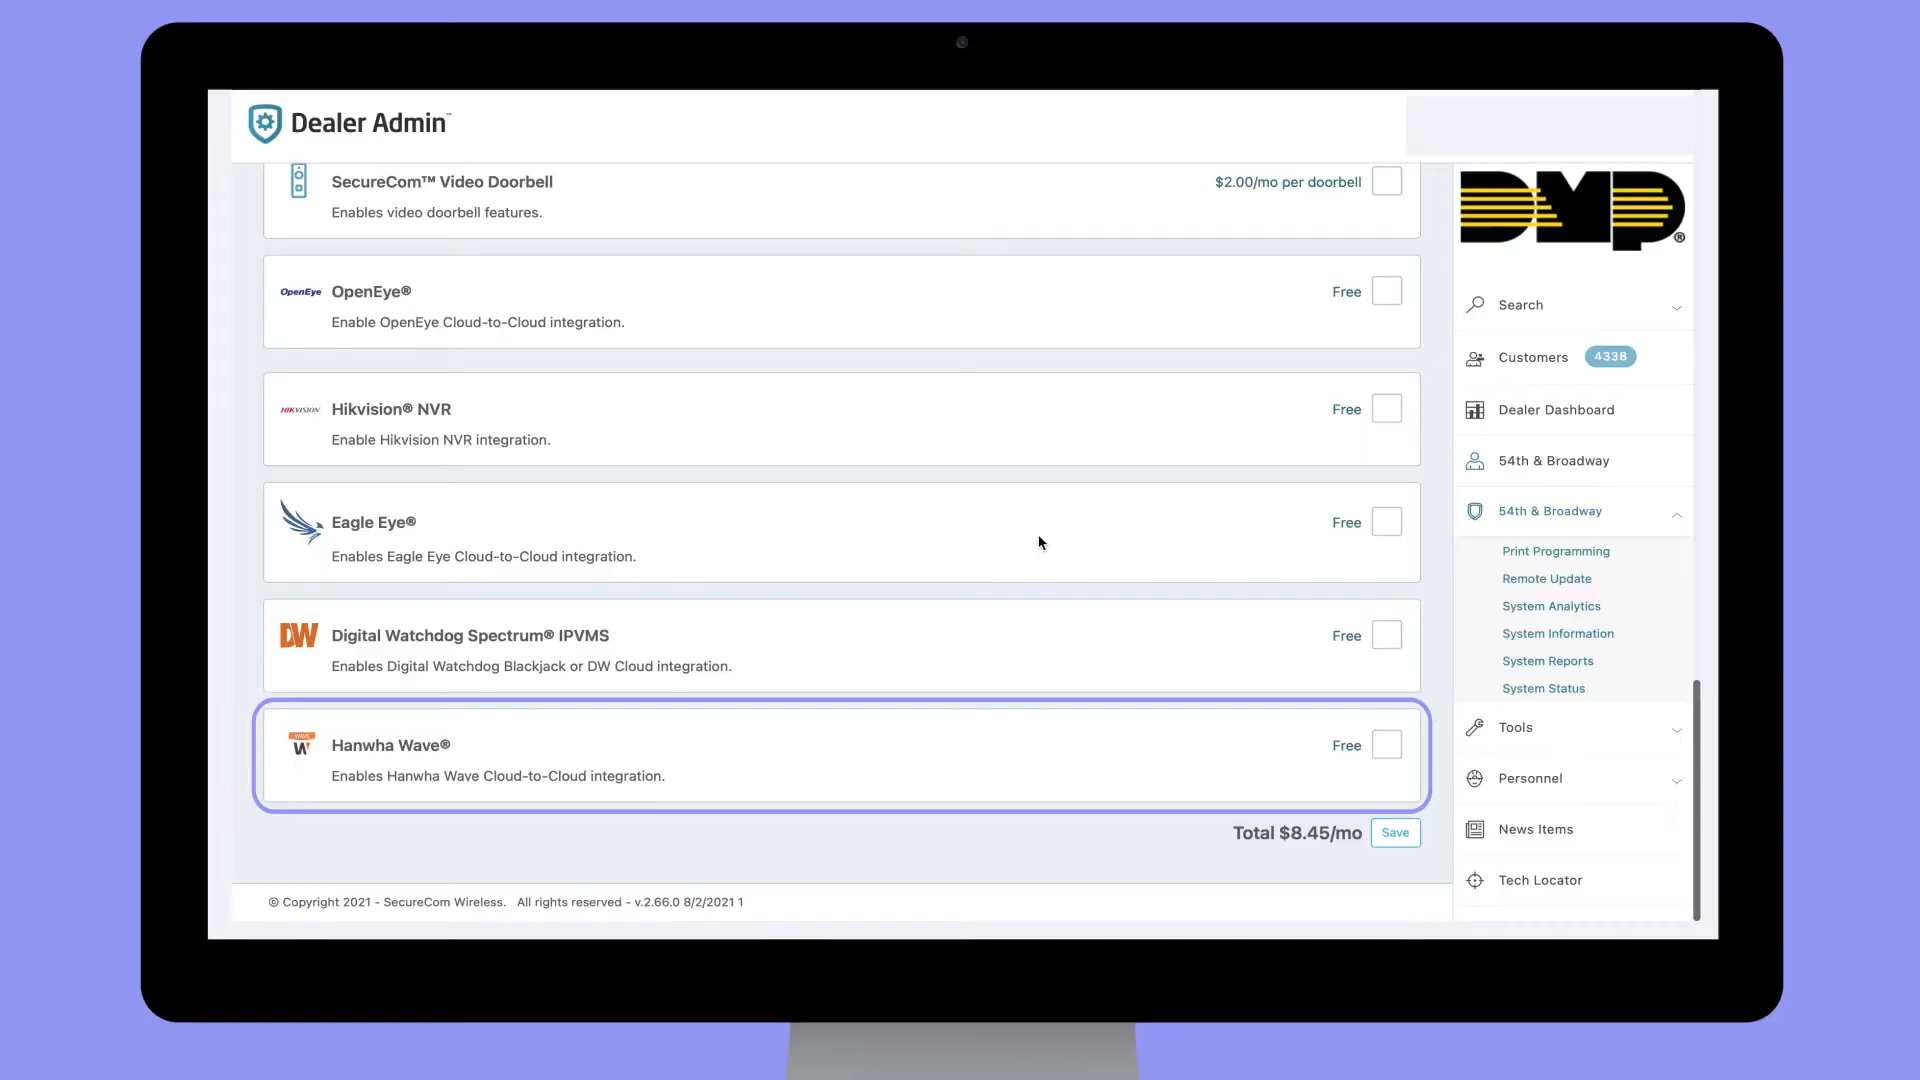 Dealer Admin™
SecureCom™ Video Doorbell
$2.00/mo per doorbell
Enables video doorbell features.
OpenEye
OpenEye®
Free
Enable OpenEye Cloud-to-Cloud integration.
HIKVISION
Hikvision® NVR
Free
Enable Hikvision NVR integration.
Eagle Eye®
Free
Enables Eagle Eye Cloud-to-Cloud integration.
DW
Digital Watchdog Spectrum® IPVMS
Free
Enables Digital Watchdog Blackjack or DW Cloud integration.
WAVE
W
Hanwha Wave®
Free
Enables Hanwha Wave Cloud-to-Cloud integration.
Total $8.45/mo
Save
© Copyright 2021 - SecureCom Wireless. All rights reserved - v.2.66.0 8/2/2021 1
DMP®
Search
Customers 4338
Dealer Dashboard
54th & Broadway
54th & Broadway
Print Programming
Remote Update
System Analytics
System Information
System Reports
System Status
Tools
Personnel
News Items
Tech Locator